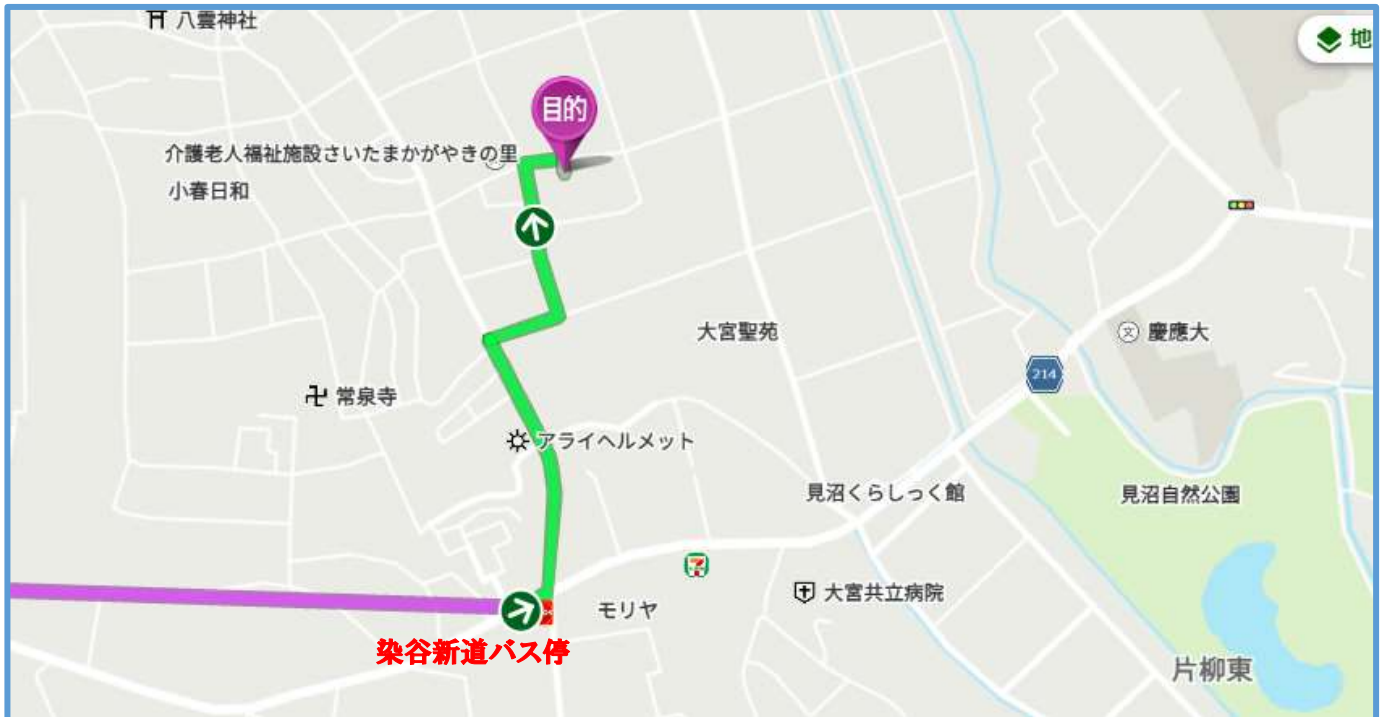 八雲神社
地
目的
介護老人福祉施設さいたまかがやきの里
小春日和
大宮聖苑
文 慶應大
214
卍 常泉寺
アライヘルメット
見沼くらしっく館
見沼自然公園
7
大宮共立病院
モリヤ
染谷新道バス停
片柳東